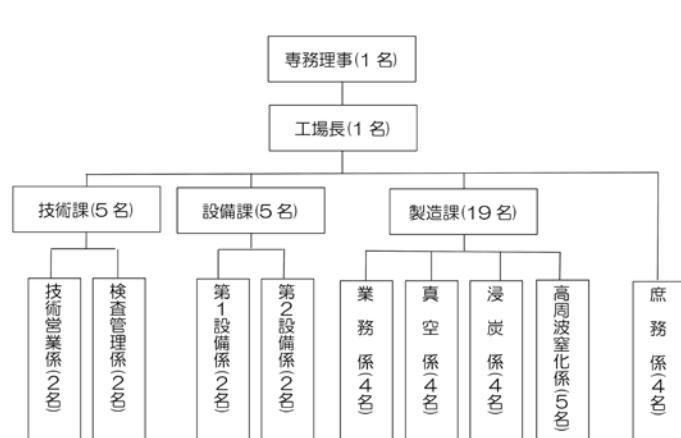 専務理事(1 名)
工場長(1 名)
技術課(5 名)
設備課(5 名)
製造課(19 名)
技術営業係(2名)
検査管理係(2名)
第1設備係(2名)
第2設備係(2名)
業務係(4名)
真空係(4名)
浸炭係(4名)
高周波窒化係(5名)
庶務係(4名)